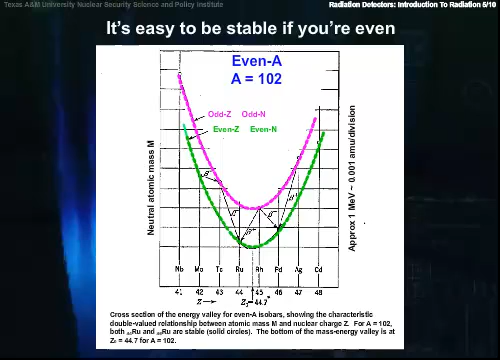 Texas A&M University Nuclear Security Science and Policy Institute
Radiation Detectors: Introduction To Radiation 5/10
It's easy to be stable if you're even
Even-A
A = 102
Odd-Z Odd-N
Even-Z Even-N
Neutral atomic mass M
Approx 1 MeV ~ 0.001 amu/division
β⁻ β⁻ β⁺ β⁻
Nb Mo Tc Ru Rh Pd Ag Cd
41 42 43 44 45 46 47 48
Z → Z₀=44.7
Cross section of the energy valley for even-A isobars, showing the characteristic
double-valued relationship between atomic mass M and nuclear charge Z. For A = 102,
both ₄₄Ru and ₄₆Ru are stable (solid circles). The bottom of the mass-energy valley is at
Z₀ = 44.7 for A = 102.